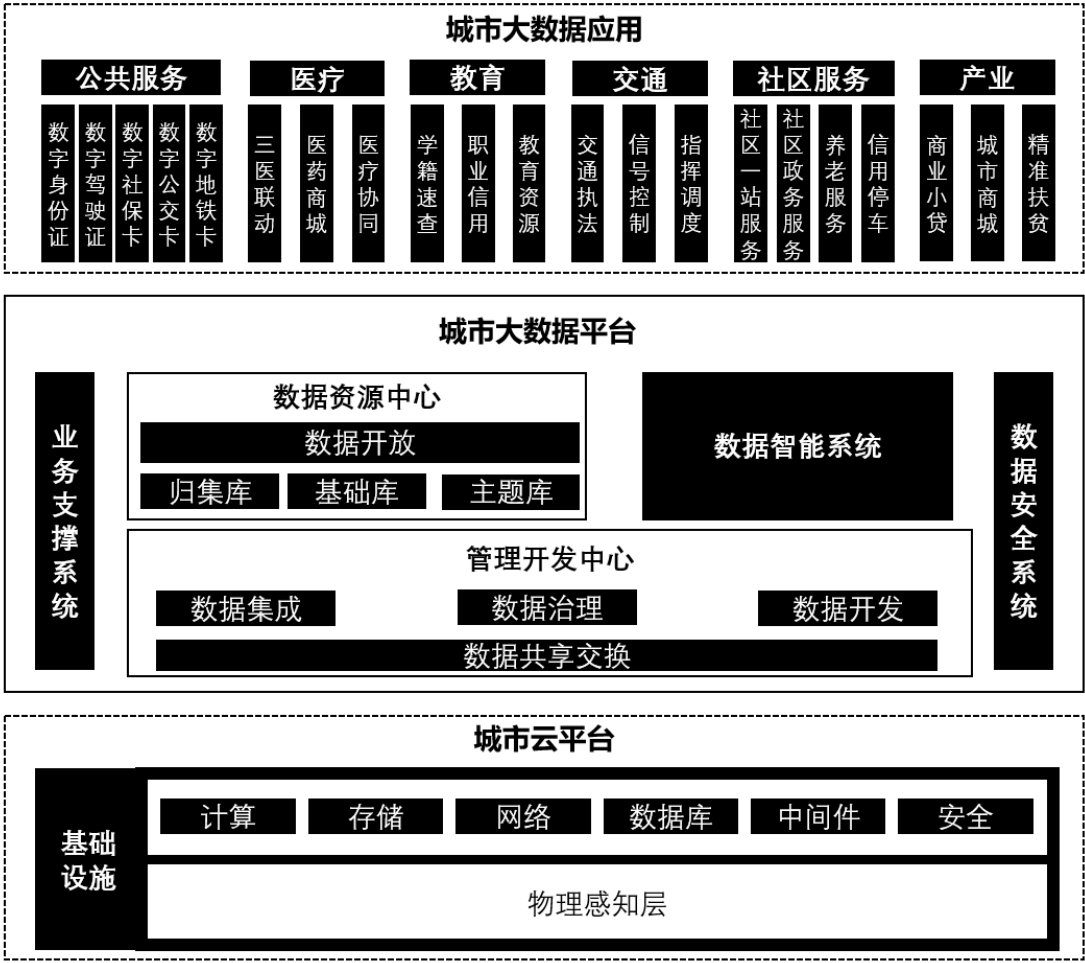 城市大数据应用
公共服务
医疗
教育
交通
社区服务
产业
数字身份证
数字驾驶证
数字社保卡
数字公交卡
数字地铁卡
三医联动
医药商城
医疗协同
学籍速查
职业信用
教育资源
交通执法
信号控制
指挥调度
社区一站服务
社区政务服务
养老服务
信用停车
商业小贷
城市商城
精准扶贫
城市大数据平台
业务支撑系统
数据资源中心
数据开放
归集库
基础库
主题库
数据智能系统
数据安全系统
管理开发中心
数据集成
数据治理
数据开发
数据共享交换
城市云平台
基础
设施
计算
存储
网络
数据库
中间件
安全
物理感知层